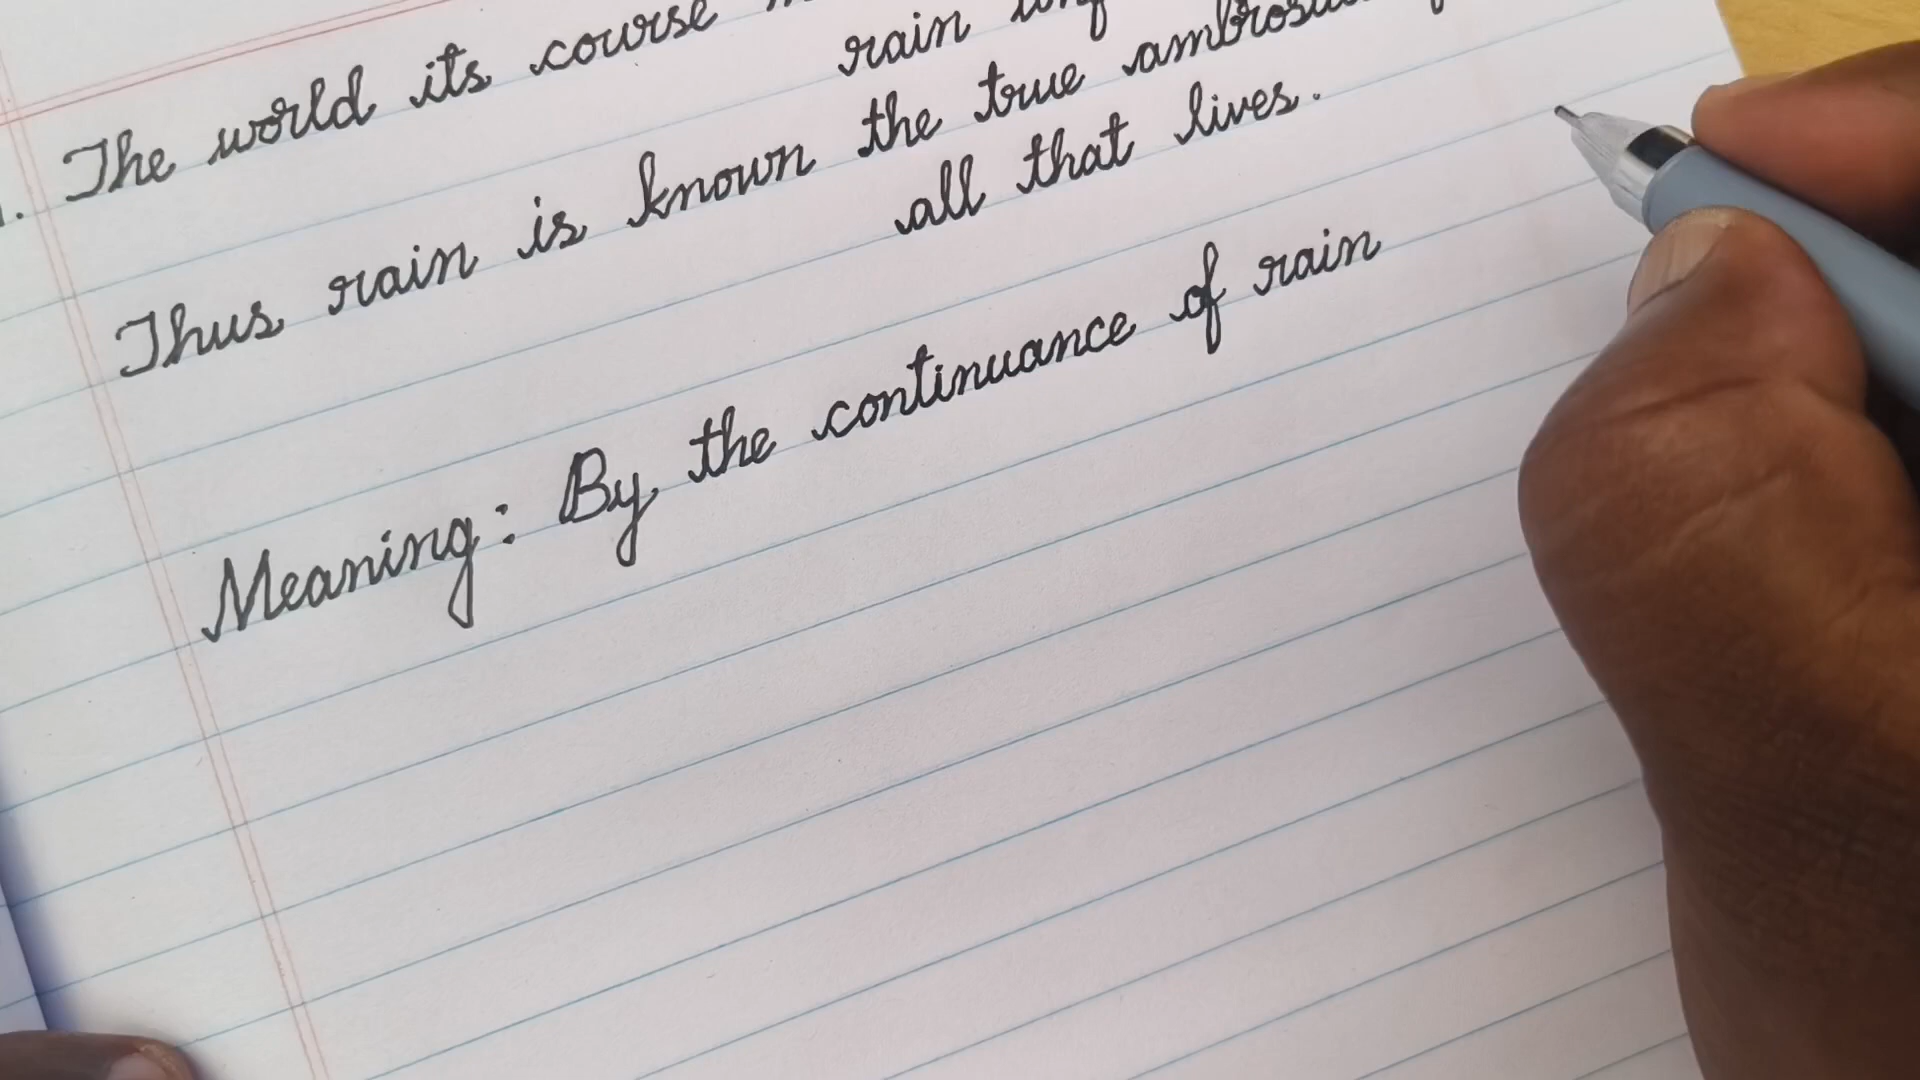 The world its course
rain
Thus rain is known the true
all that lives.
Meaning: By the continuance of rain